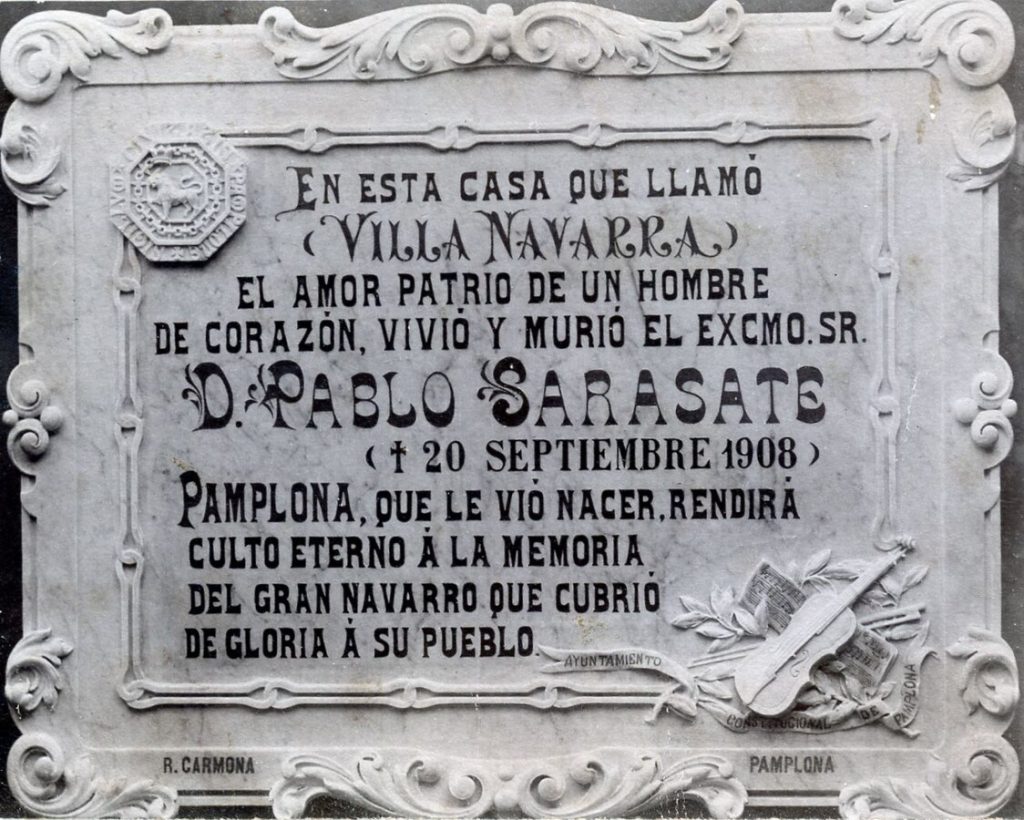 EN ESTA CASA QUE LLAMÓ
(VILLA NAVARRA)
EL AMOR PATRIO DE UN HOMBRE
DE CORAZÓN, VIVIÓ Y MURIÓ EL EXCMO. SR.
D. PABLO SARASATE
(✝ 20 SEPTIEMBRE 1908)
PAMPLONA, QUE LE VIÓ NACER, RENDIRÁ
CULTO ETERNO Á LA MEMORIA
DEL GRAN NAVARRO QUE CUBRIÓ
DE GLORIA Á SU PUEBLO.
AYUNTAMIENTO
CONSTITUCIONAL DE PAMPLONA
R. CARMONA
PAMPLONA